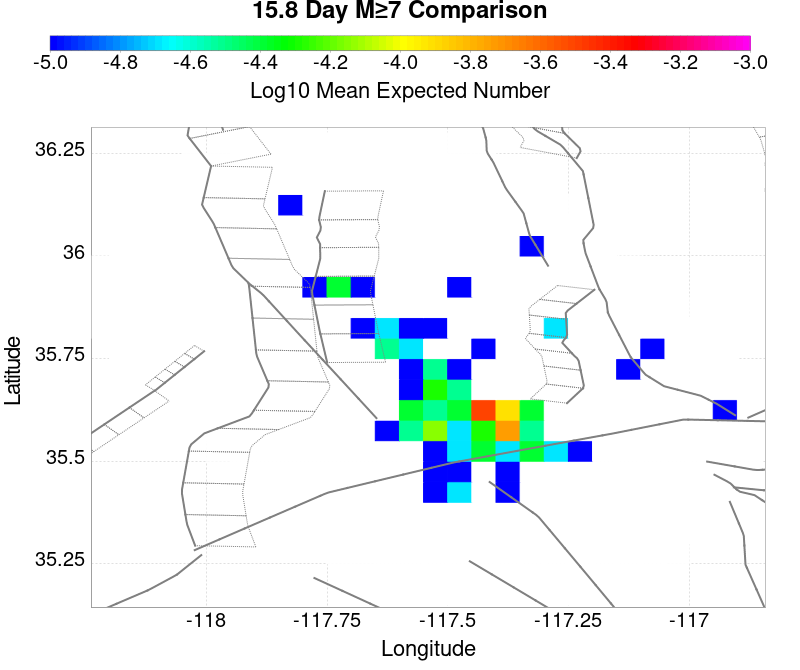 15.8 Day M≥7 Comparison
-5.0 -4.8 -4.6 -4.4 -4.2 -4.0 -3.8 -3.6 -3.4 -3.2 -3.0
Log10 Mean Expected Number
36.25
36
35.75
35.5
35.25
Latitude
-118 -117.75 -117.5 -117.25 -117
Longitude